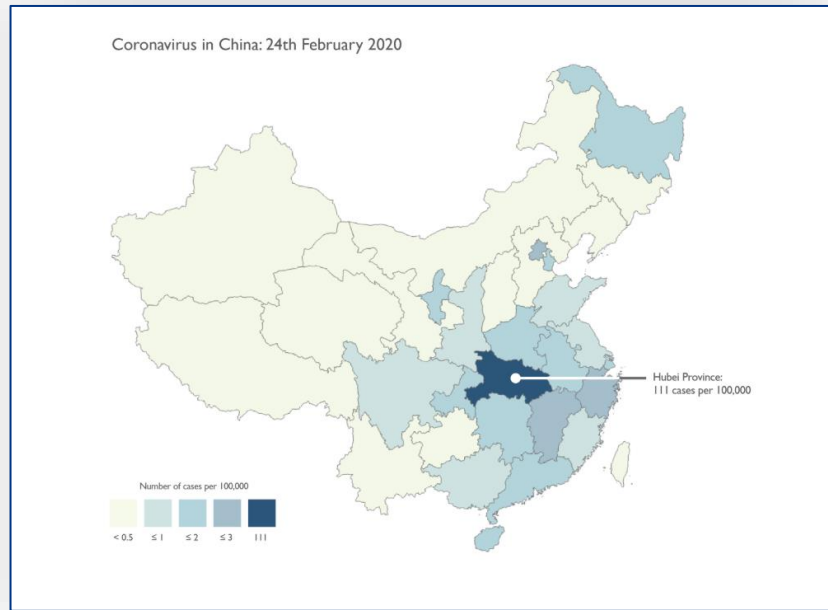 Coronavirus in China: 24th February 2020
Hubei Province:
111 cases per 100,000
Number of cases per 100,000
< 0.5 ≤ 1 ≤ 2 ≤ 3 111